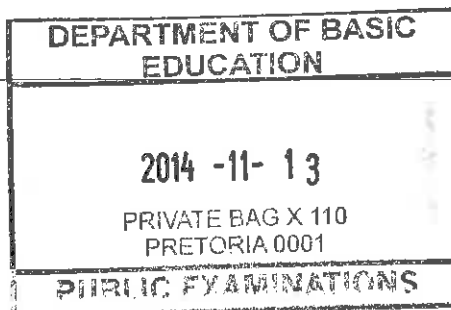 DEPARTMENT OF BASIC
EDUCATION
2014 -11- 13
PRIVATE BAG X 110
PRETORIA 0001
PUBLIC EXAMINATIONS